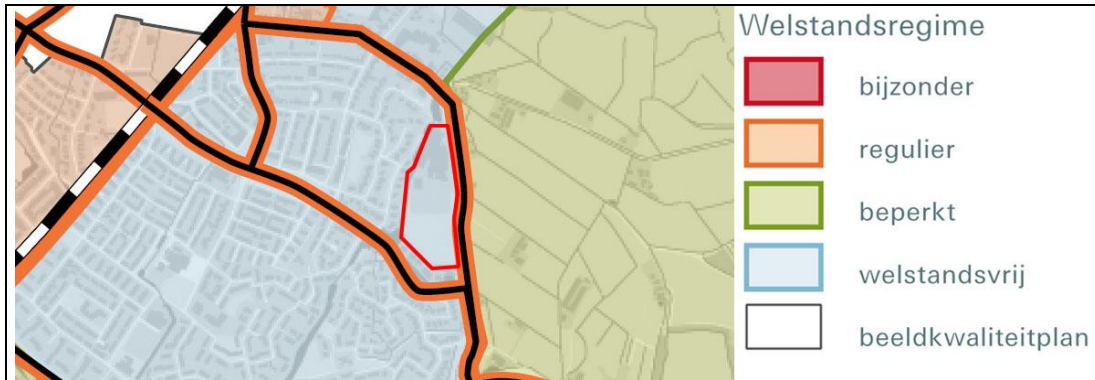 Welstandsregime
bijzonder
regulier
beperkt
welstandsvrij
beeldkwaliteitplan